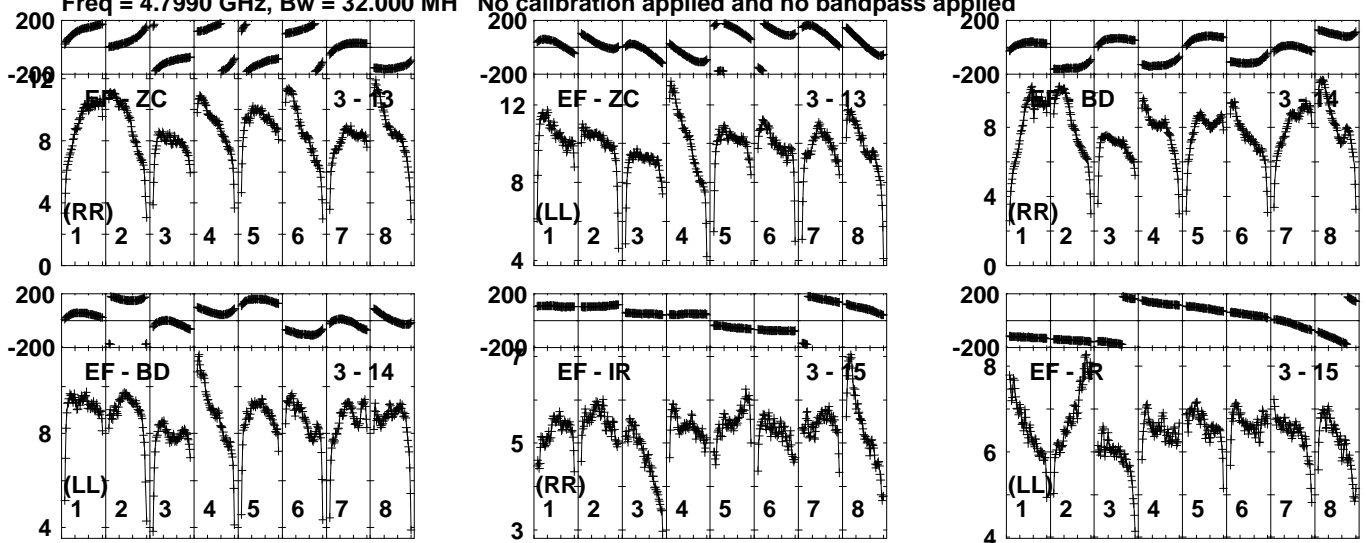 Freq = 4.7990 GHz, Bw = 32.000 MH No calibration applied and no bandpass applied
200
-200
12
8
4
0
EF - ZC 3 - 13
(RR)
1 2 3 4 5 6 7 8
200
-200
12
8
4
EF - ZC 3 - 13
(LL)
1 2 3 4 5 6 7 8
200
-200
8
4
0
EF - BD 3 - 14
(RR)
1 2 3 4 5 6 7 8
200
-200
8
4
EF - BD 3 - 14
(LL)
1 2 3 4 5 6 7 8
200
-200
7
5
3
EF - IR 3 - 15
(RR)
1 2 3 4 5 6 7 8
200
-200
8
6
4
EF - IR 3 - 15
(LL)
1 2 3 4 5 6 7 8